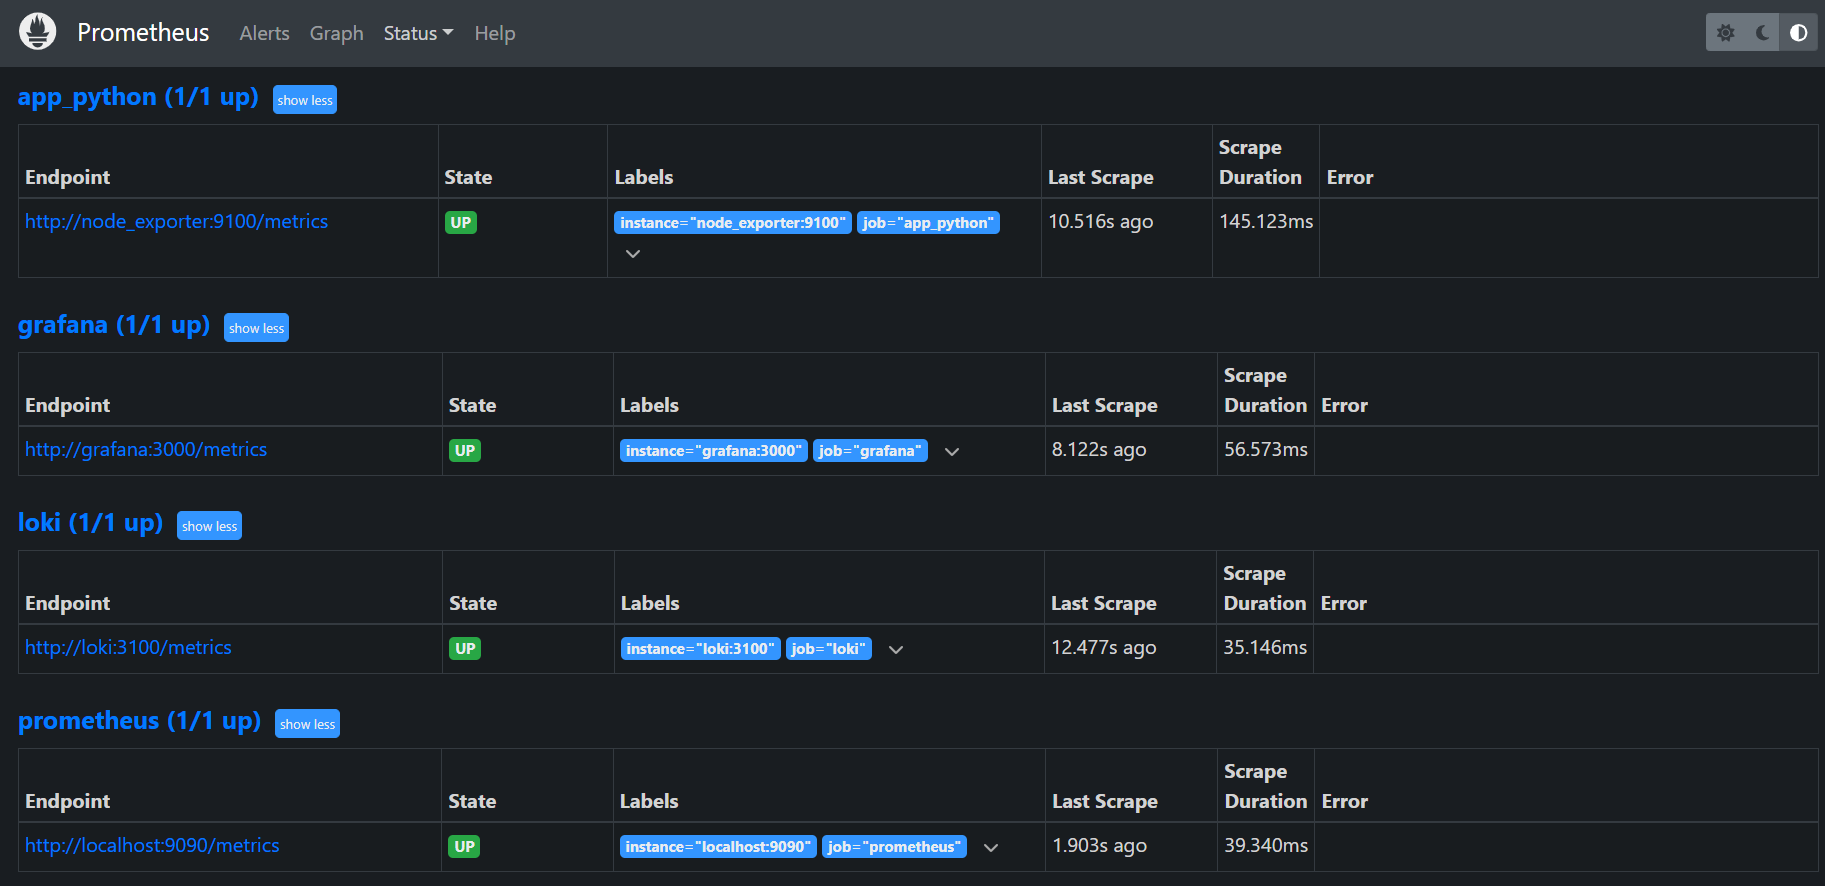 Prometheus Alerts Graph Status Help
app_python (1/1 up) show less
Endpoint State Labels Last Scrape Scrape Duration Error
http://node_exporter:9100/metrics UP instance="node_exporter:9100" job="app_python" 10.516s ago 145.123ms
grafana (1/1 up) show less
Endpoint State Labels Last Scrape Scrape Duration Error
http://grafana:3000/metrics UP instance="grafana:3000" job="grafana" 8.122s ago 56.573ms
loki (1/1 up) show less
Endpoint State Labels Last Scrape Scrape Duration Error
http://loki:3100/metrics UP instance="loki:3100" job="loki" 12.477s ago 35.146ms
prometheus (1/1 up) show less
Endpoint State Labels Last Scrape Scrape Duration Error
http://localhost:9090/metrics UP instance="localhost:9090" job="prometheus" 1.903s ago 39.340ms